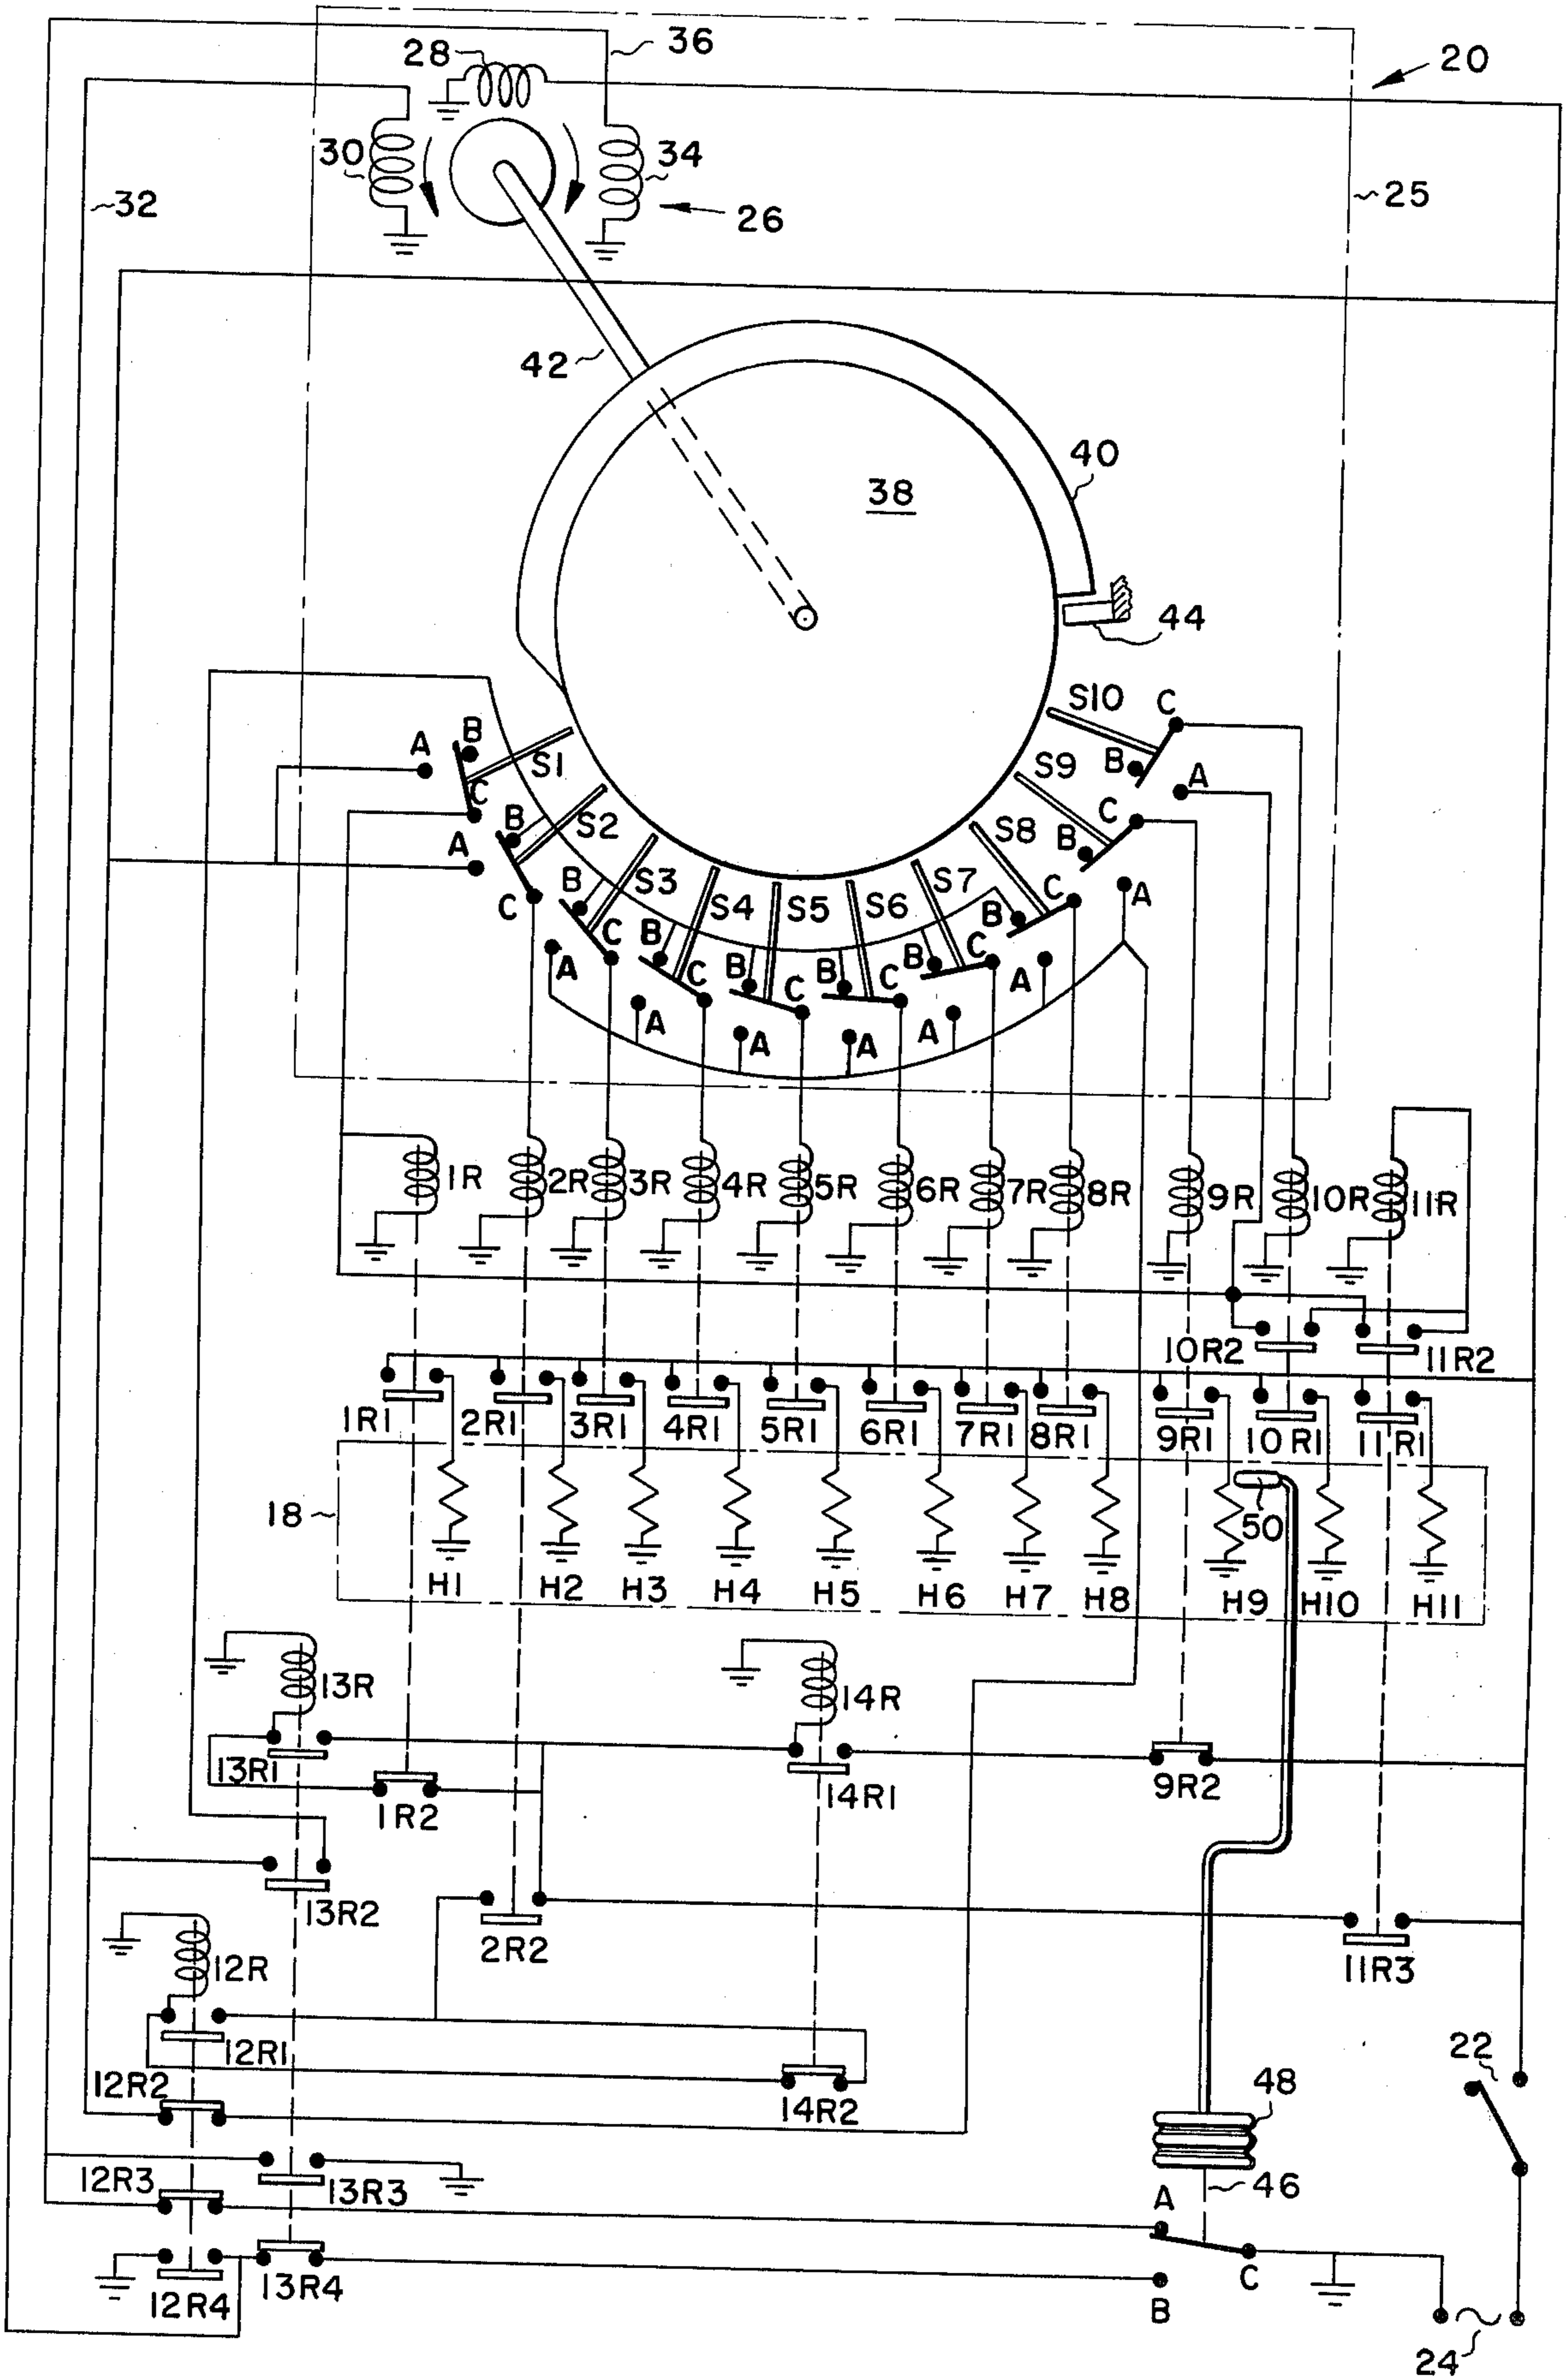 36
28
20
30
34
32
26
25
42
40
38
44
S10 C
A B S1 S9 B A
C B S2 C
A S8 B
C B S3 S7 C A
S4 S5 S6 B
A B C B C B C B C A
A A A A
1R 2R 3R 4R 5R 6R 7R 8R 9R 10R 11R
10R2 11R2
1R1 2R1 3R1 4R1 5R1 6R1 7R1 8R1 9R1 10R1 11R1
18
50
H1 H2 H3 H4 H5 H6 H7 H8 H9 H10 H11
13R 14R
13R1 14R1 9R2
1R2
13R2
2R2 11R3
12R
12R1 22
12R2 14R2 48
12R3 13R3 A 46
12R4 13R4 B C
24